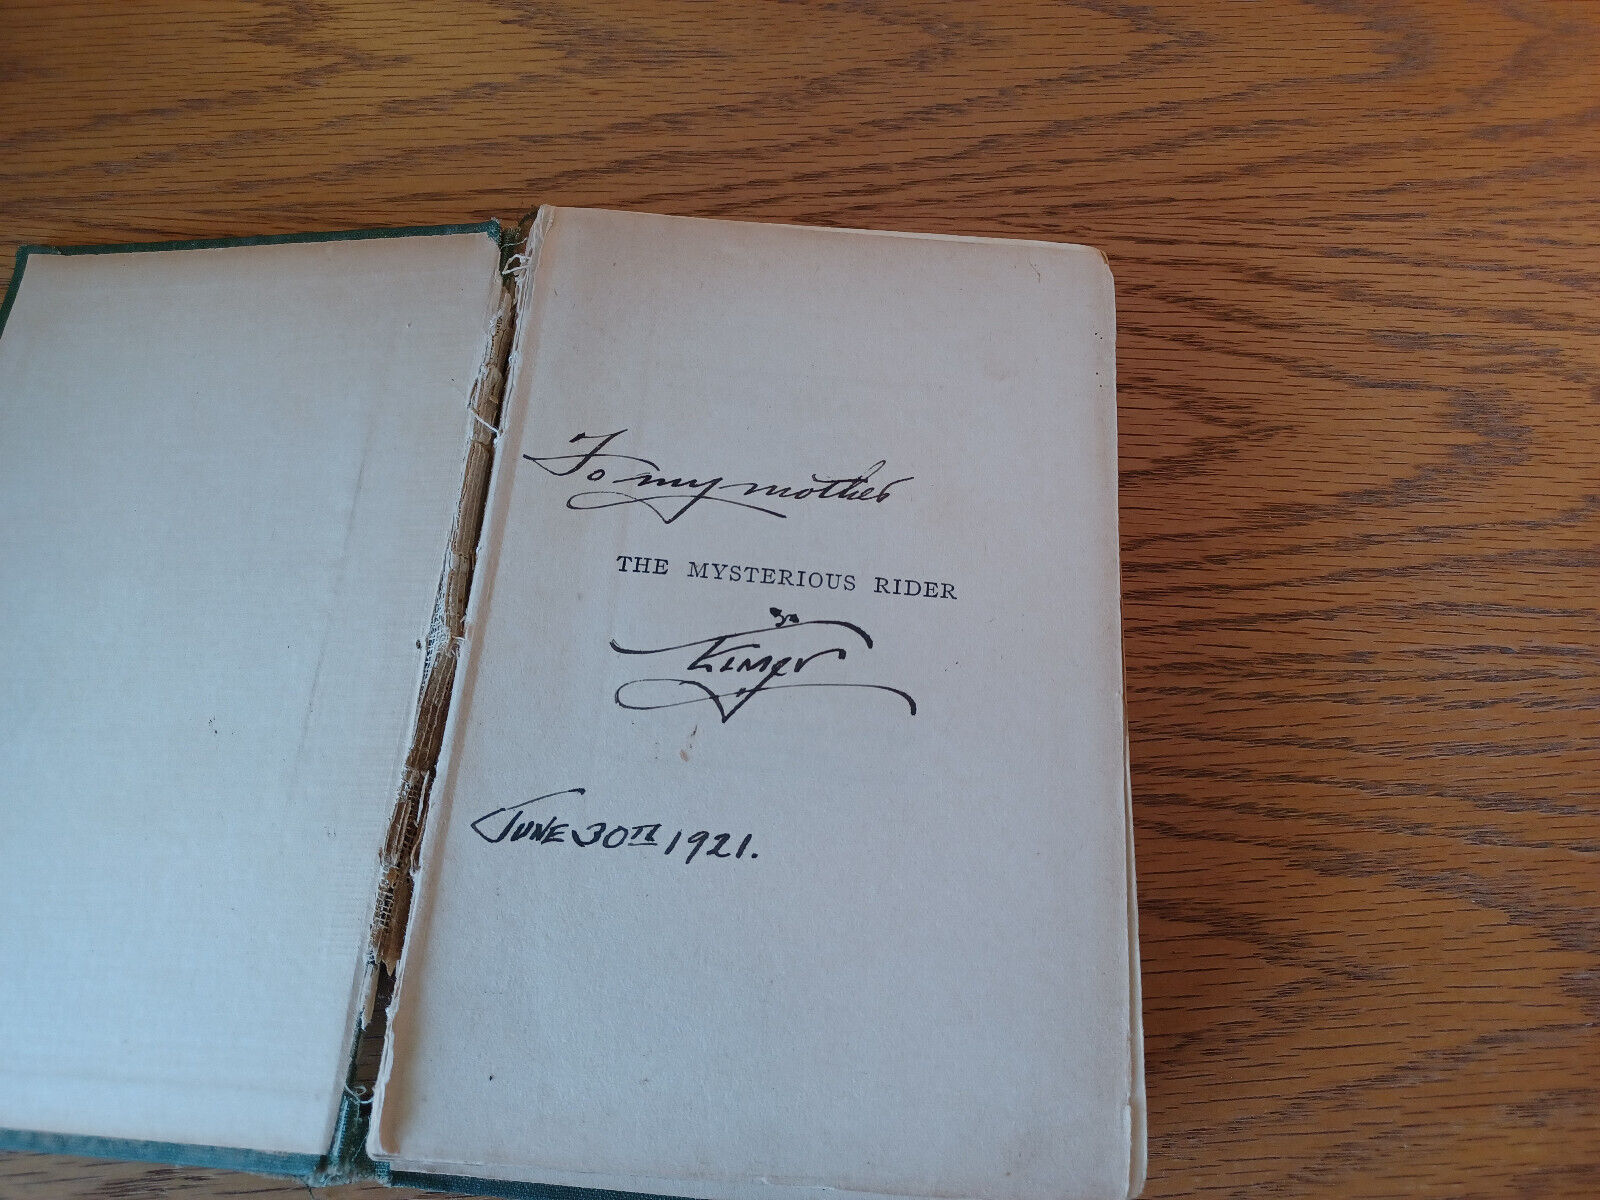 To my mother
THE MYSTERIOUS RIDER
Elmer
JUNE 30TH 1921.